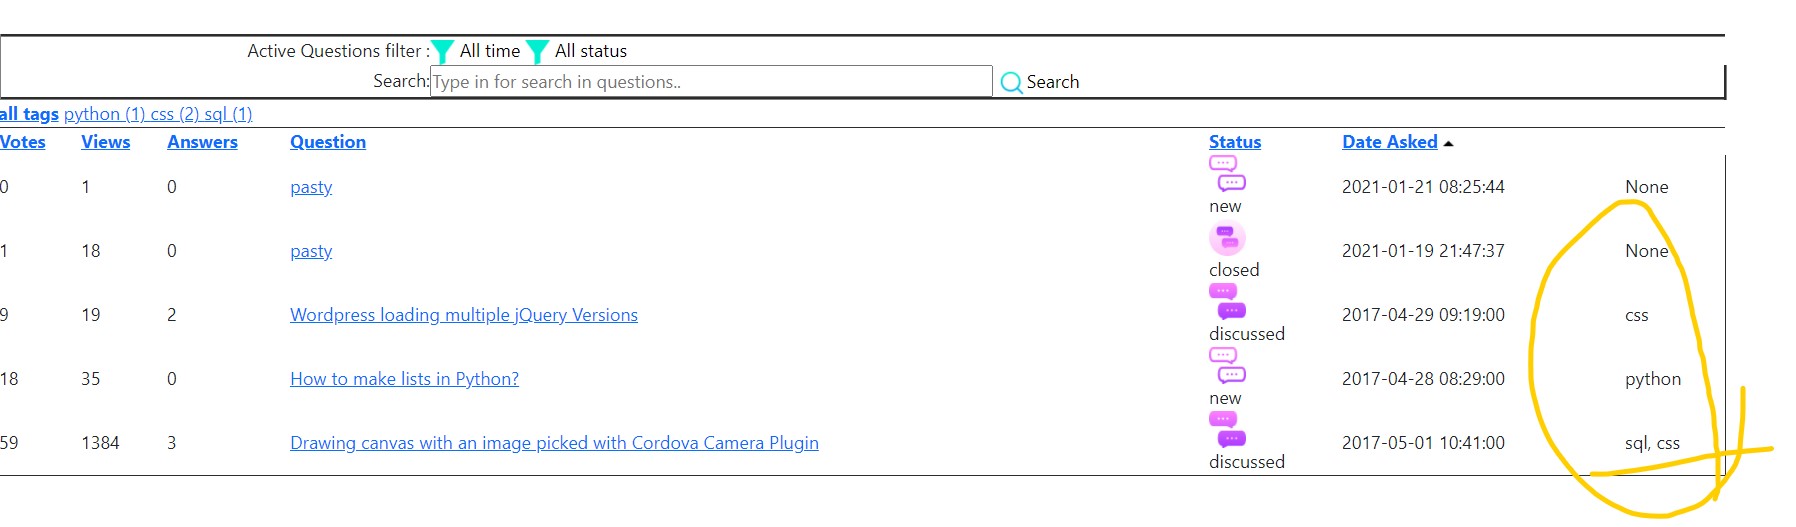 Active Questions filter : All time All status
Search: Type in for search in questions.. Search
all tags python (1) css (2) sql (1)
Votes Views Answers Question Status Date Asked
0 1 0 pasty new 2021-01-21 08:25:44 None
1 18 0 pasty closed 2021-01-19 21:47:37 None
9 19 2 Wordpress loading multiple jQuery Versions discussed 2017-04-29 09:19:00 css
18 35 0 How to make lists in Python? new 2017-04-28 08:29:00 python
59 1384 3 Drawing canvas with an image picked with Cordova Camera Plugin discussed 2017-05-01 10:41:00 sql, css